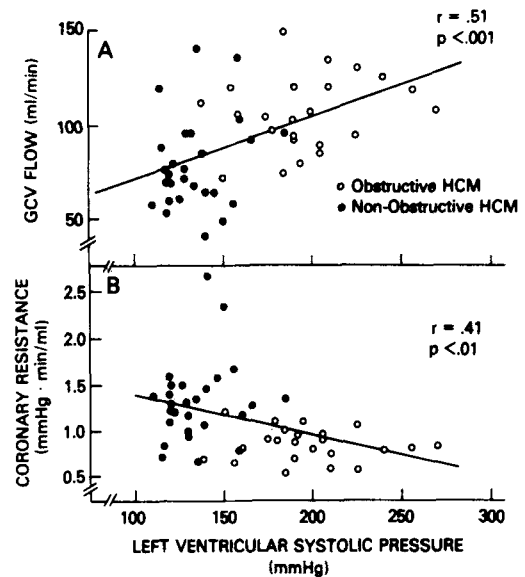 A
r = .51
p <.001
GCV FLOW (ml/min)
150
100
50
Obstructive HCM
Non-Obstructive HCM
B
r = .41
p <.01
CORONARY RESISTANCE
(mmHg · min/ml)
2.5
2.0
1.5
1.0
0.5
100 150 200 250 300
LEFT VENTRICULAR SYSTOLIC PRESSURE
(mmHg)